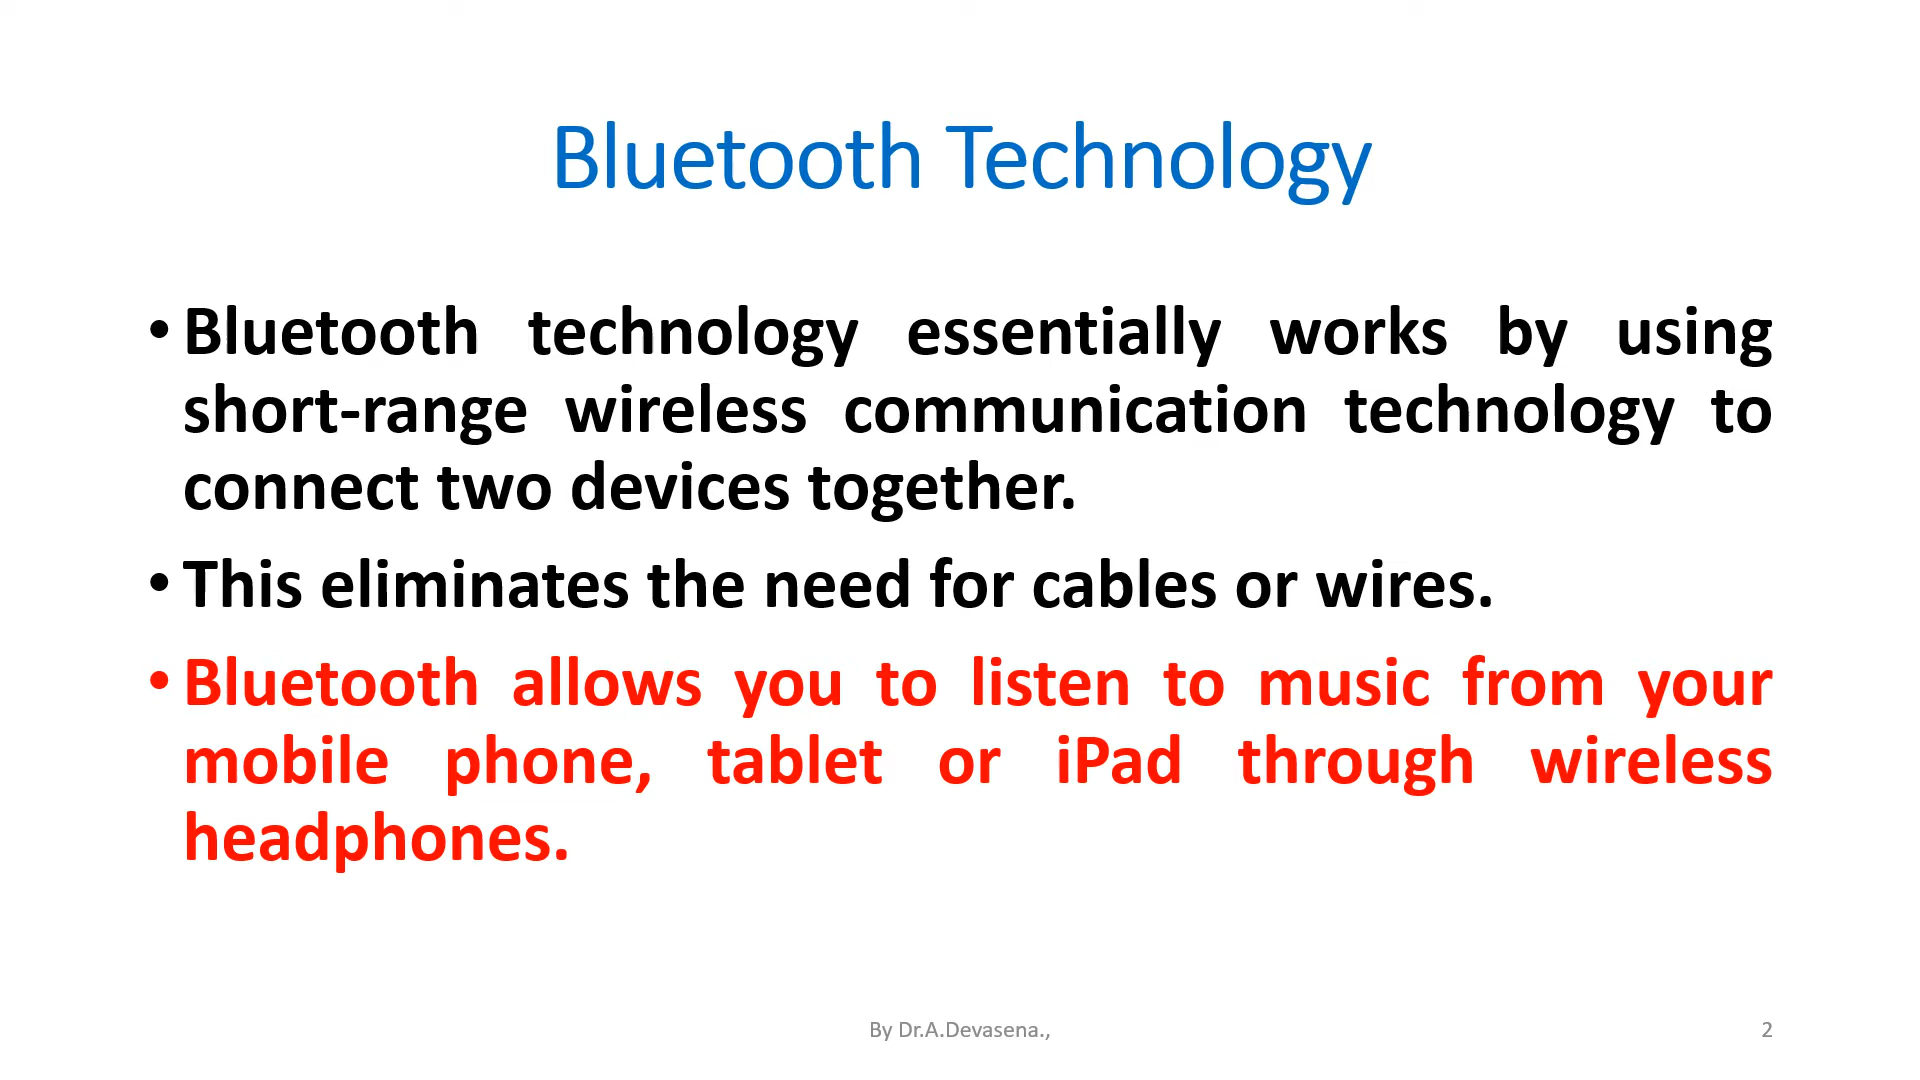 Bluetooth Technology
• Bluetooth technology essentially works by using
short-range wireless communication technology to
connect two devices together.
• This eliminates the need for cables or wires.
• Bluetooth allows you to listen to music from your
mobile phone, tablet or iPad through wireless
headphones.
By Dr.A.Devasena.,
2